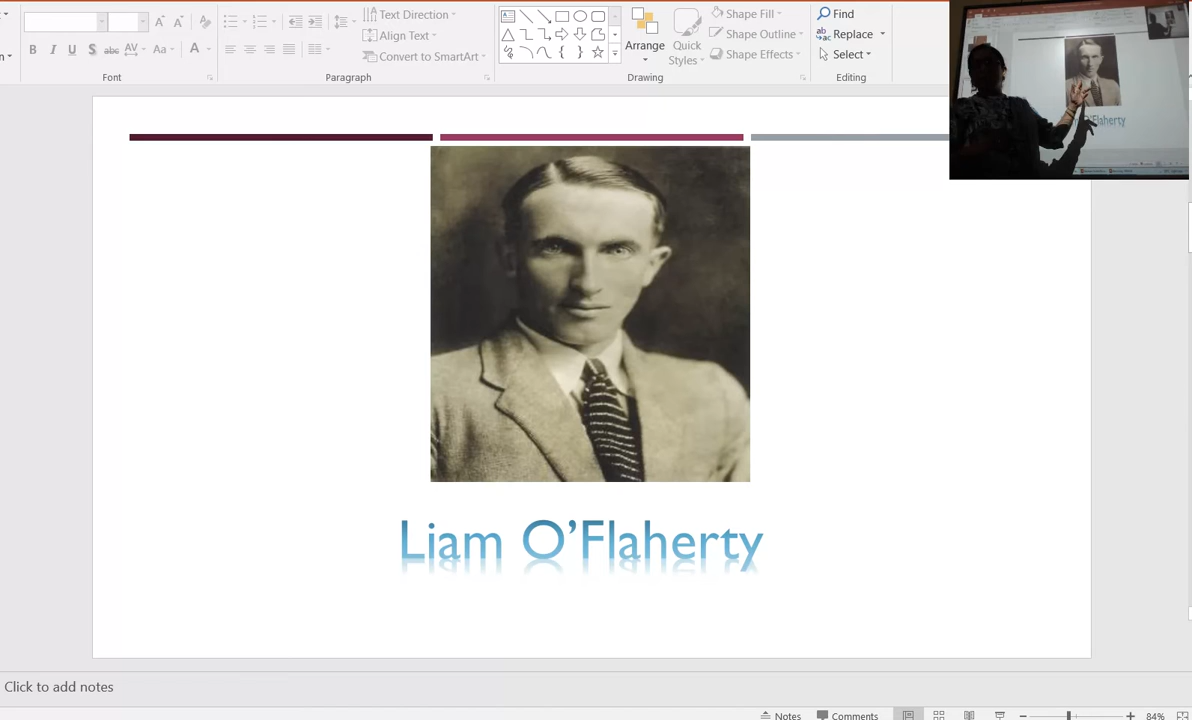 Text Direction
Align Text
Convert to SmartArt
B I U S abc AV Aa A
Arrange
Quick
Styles
Shape Fill
Shape Outline
Shape Effects
Find
Replace
Select
Font
Paragraph
Drawing
Editing
O'Flaherty
Liam O'Flaherty
Click to add notes
Notes
Comments
84%